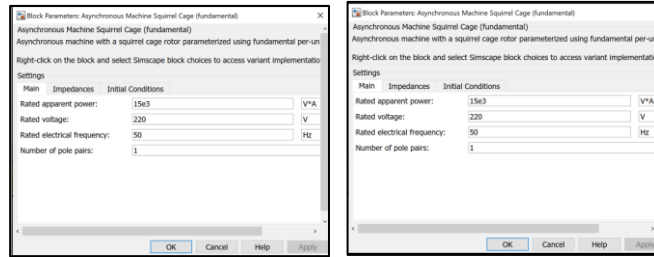 Block Parameters: Asynchronous Machine Squirrel Cage (fundamental)
Asynchronous Machine Squirrel Cage (fundamental)
Asynchronous machine with a squirrel cage rotor parameterized using fundamental per-un
Right-click on the block and select Simscape block choices to access variant implementatio
Settings
Main Impedances Initial Conditions
Rated apparent power: 15e3 V*A
Rated voltage: 220 V
Rated electrical frequency: 50 Hz
Number of pole pairs: 1
OK Cancel Help Apply
Block Parameters: Asynchronous Machine Squirrel Cage (fundamental)
Asynchronous Machine Squirrel Cage (fundamental)
Asynchronous machine with a squirrel cage rotor parameterized using fundamental per-u
Right-click on the block and select Simscape block choices to access variant implementati
Settings
Main Impedances Initial Conditions
Rated apparent power: 15e3 V*A
Rated voltage: 220 V
Rated electrical frequency: 50 Hz
Number of pole pairs: 1
OK Cancel Help Apply